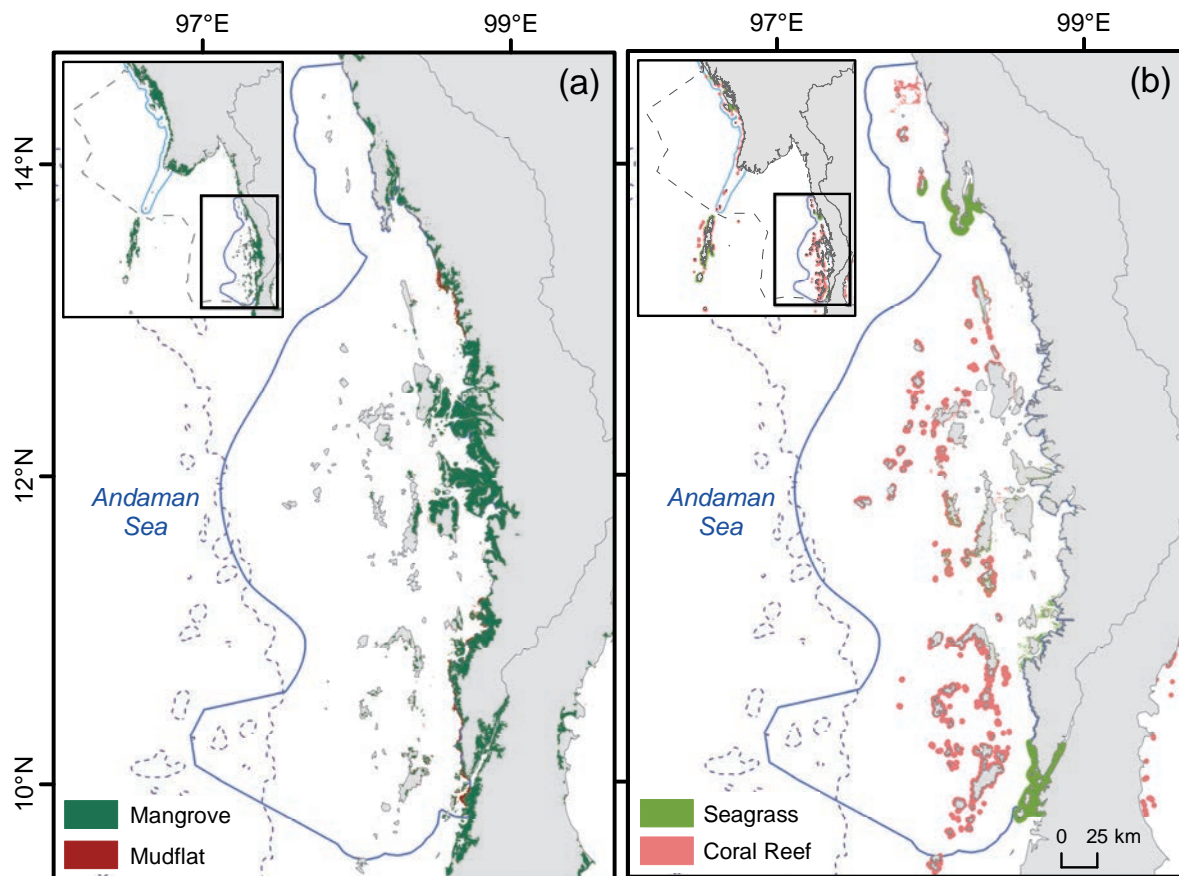 97°E
99°E
97°E
99°E
(a)
(b)
14°N
12°N
10°N
Andaman
Sea
Andaman
Sea
Mangrove
Mudflat
Seagrass
Coral Reef
0 25 km